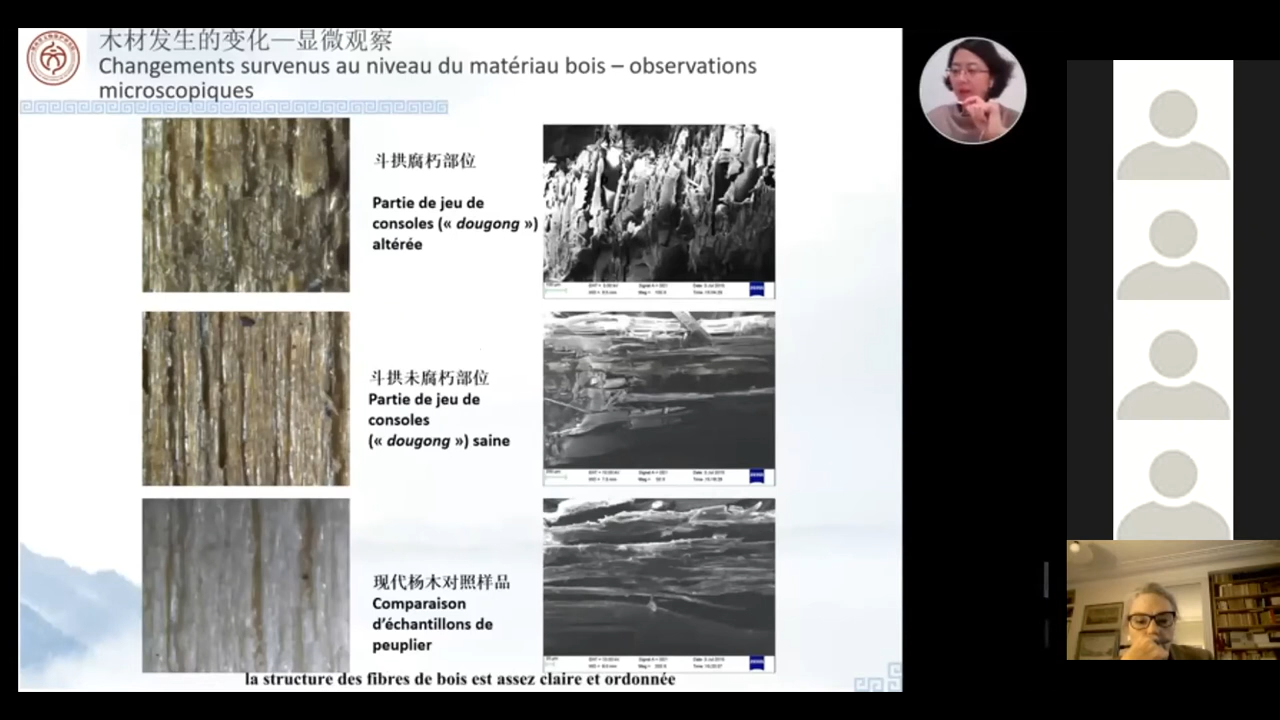 木材发生的变化—显微观察
Changements survenus au niveau du matériau bois – observations
microscopiques
斗拱腐朽部位
Partie de jeu de
consoles (« dougong »)
altérée
斗拱未腐朽部位
Partie de jeu de
consoles
(« dougong ») saine
现代杨木对照样品
Comparaison
d’échantillons de
peuplier
la structure des fibres de bois est assez claire et ordonnée